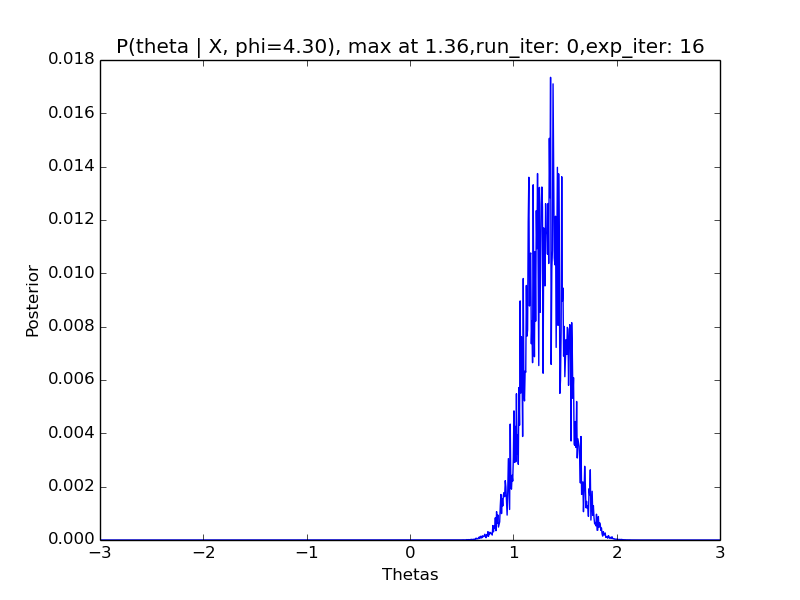 P(theta | X, phi=4.30), max at 1.36,run_iter: 0,exp_iter: 16
0.018
0.016
0.014
0.012
0.010
0.008
0.006
0.004
0.002
0.000
Posterior
−3 −2 −1 0 1 2 3
Thetas